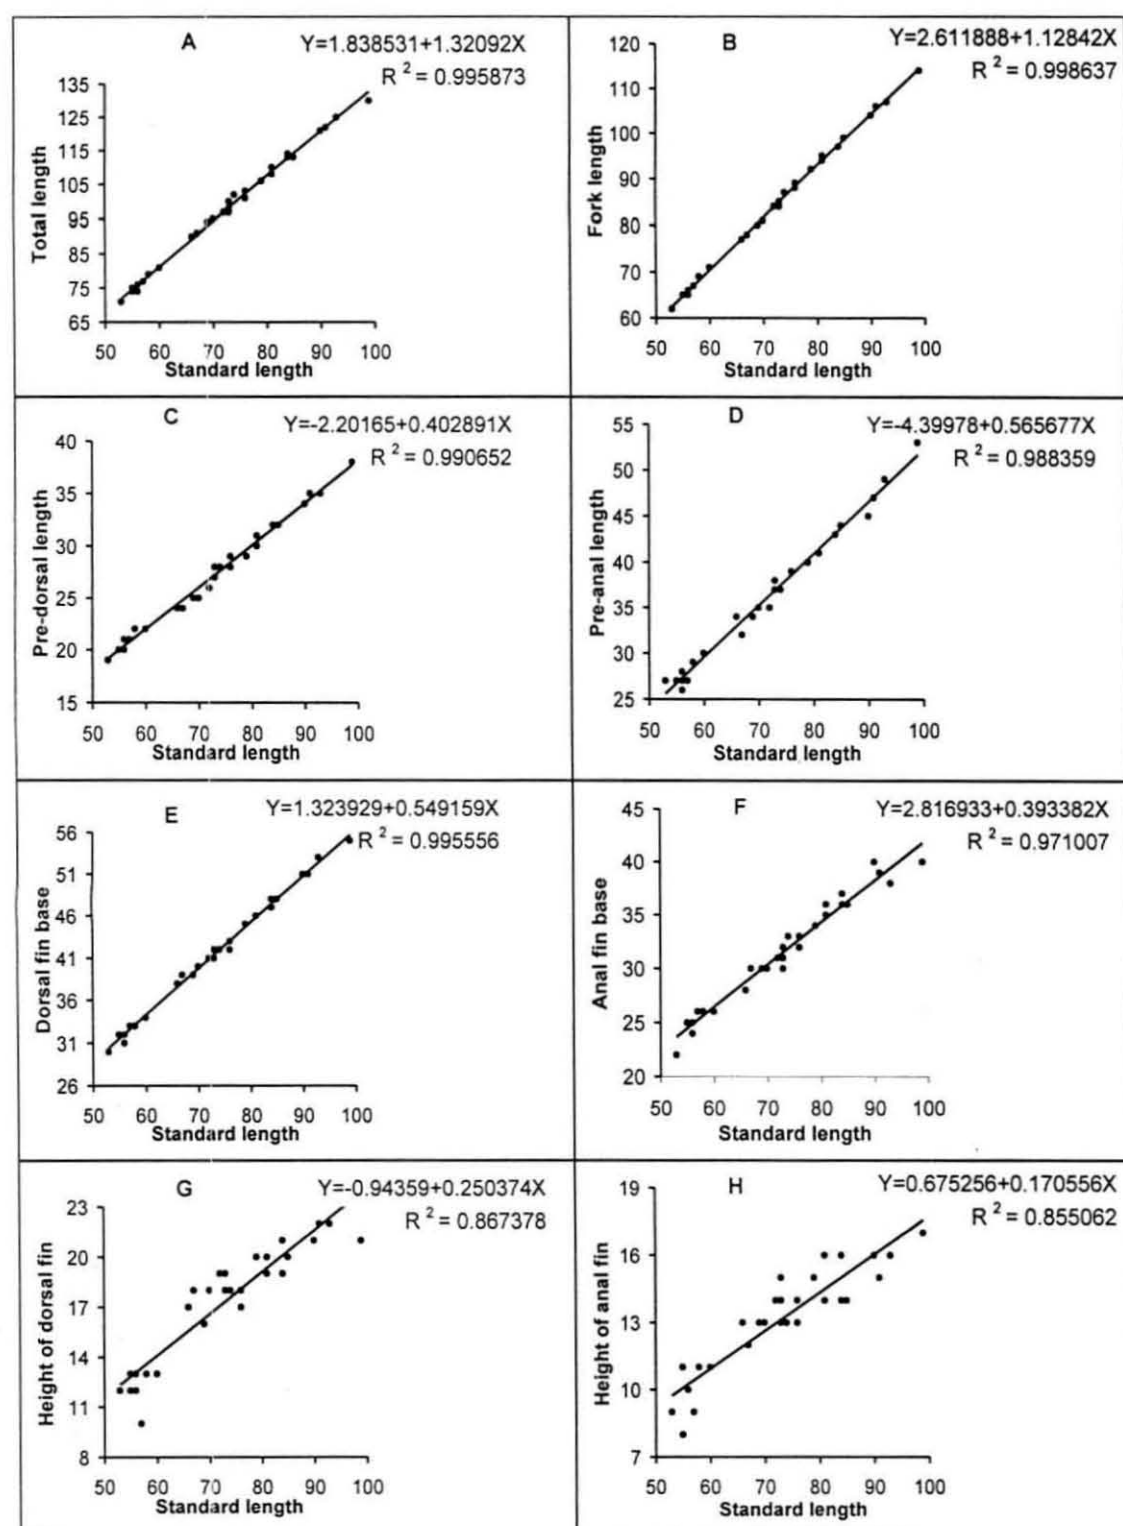 A
Y=1.838531+1.32092X
R² = 0.995873
Total length
135
125
115
105
95
85
75
65
50 60 70 80 90 100
Standard length
B
Y=2.611888+1.12842X
R² = 0.998637
Fork length
120
110
100
90
80
70
60
50 60 70 80 90 100
Standard length
C
Y=-2.20165+0.402891X
R² = 0.990652
Pre-dorsal length
40
35
30
25
20
15
50 60 70 80 90 100
Standard length
D
Y=-4.39978+0.565677X
R² = 0.988359
Pre-anal length
55
50
45
40
35
30
25
50 60 70 80 90 100
Standard length
E
Y=1.323929+0.549159X
R² = 0.995556
Dorsal fin base
56
51
46
41
36
31
26
50 60 70 80 90 100
Standard length
F
Y=2.816933+0.393382X
R² = 0.971007
Anal fin base
45
40
35
30
25
20
50 60 70 80 90 100
Standard length
G
Y=-0.94359+0.250374X
R² = 0.867378
Height of dorsal fin
23
20
17
14
11
8
50 60 70 80 90 100
Standard length
H
Y=0.675256+0.170556X
R² = 0.855062
Height of anal fin
19
16
13
10
7
50 60 70 80 90 100
Standard length